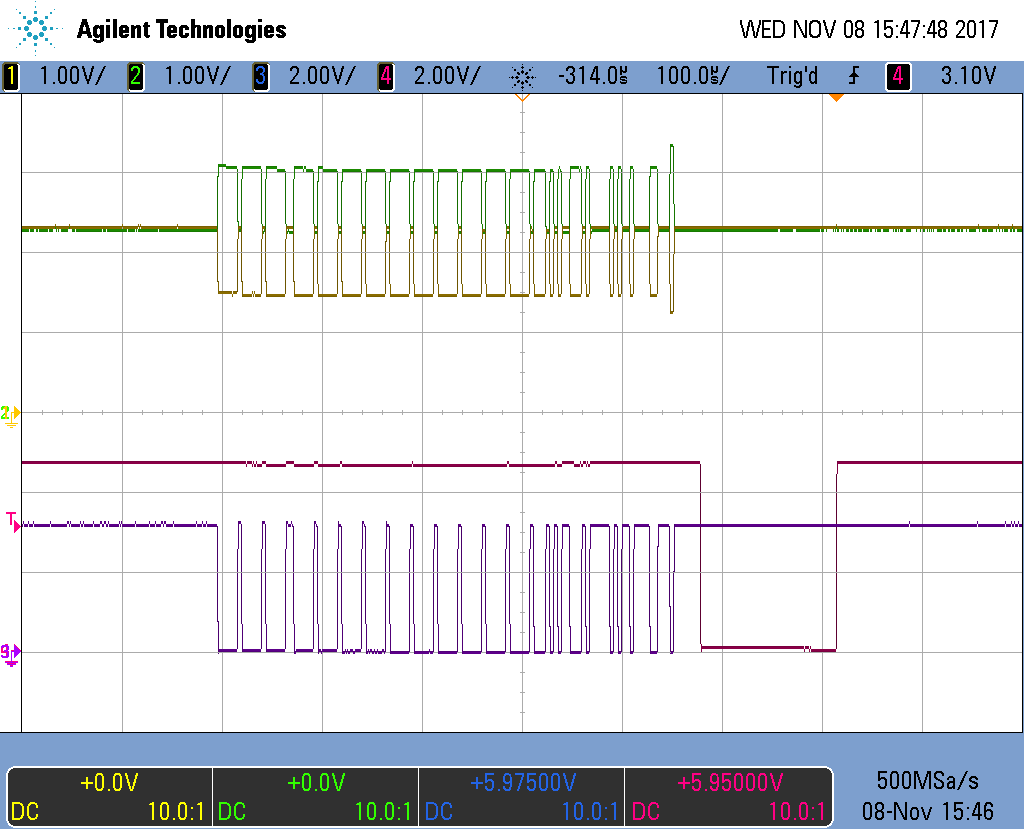 Agilent Technologies WED NOV 08 15:47:48 2017
1 1.00V/ 2 1.00V/ 3 2.00V/ 4 2.00V/ -314.0µs 100.0µs/ Trig'd 4 3.10V
2
T
+0.0V +0.0V +5.97500V +5.95000V 500MSa/s
DC 10.0:1 DC 10.0:1 DC 10.0:1 DC 10.0:1 08-Nov 15:46